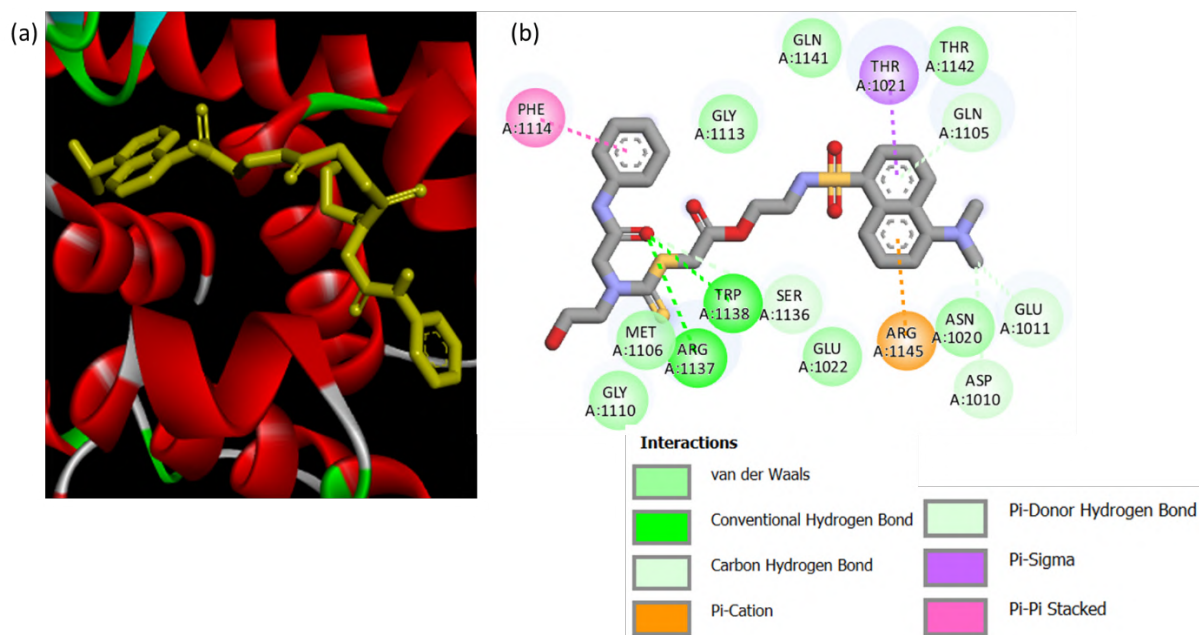 (a)
(b)
GLN
A:1141
THR
A:1021
THR
A:1142
PHE
A:1114
GLY
A:1113
GLN
A:1105
TRP
A:1138
SER
A:1136
MET
A:1106
ARG
A:1137
GLU
A:1022
ARG
A:1145
ASN
A:1020
GLU
A:1011
GLY
A:1110
ASP
A:1010
Interactions
van der Waals
Conventional Hydrogen Bond
Carbon Hydrogen Bond
Pi-Cation
Pi-Donor Hydrogen Bond
Pi-Sigma
Pi-Pi Stacked